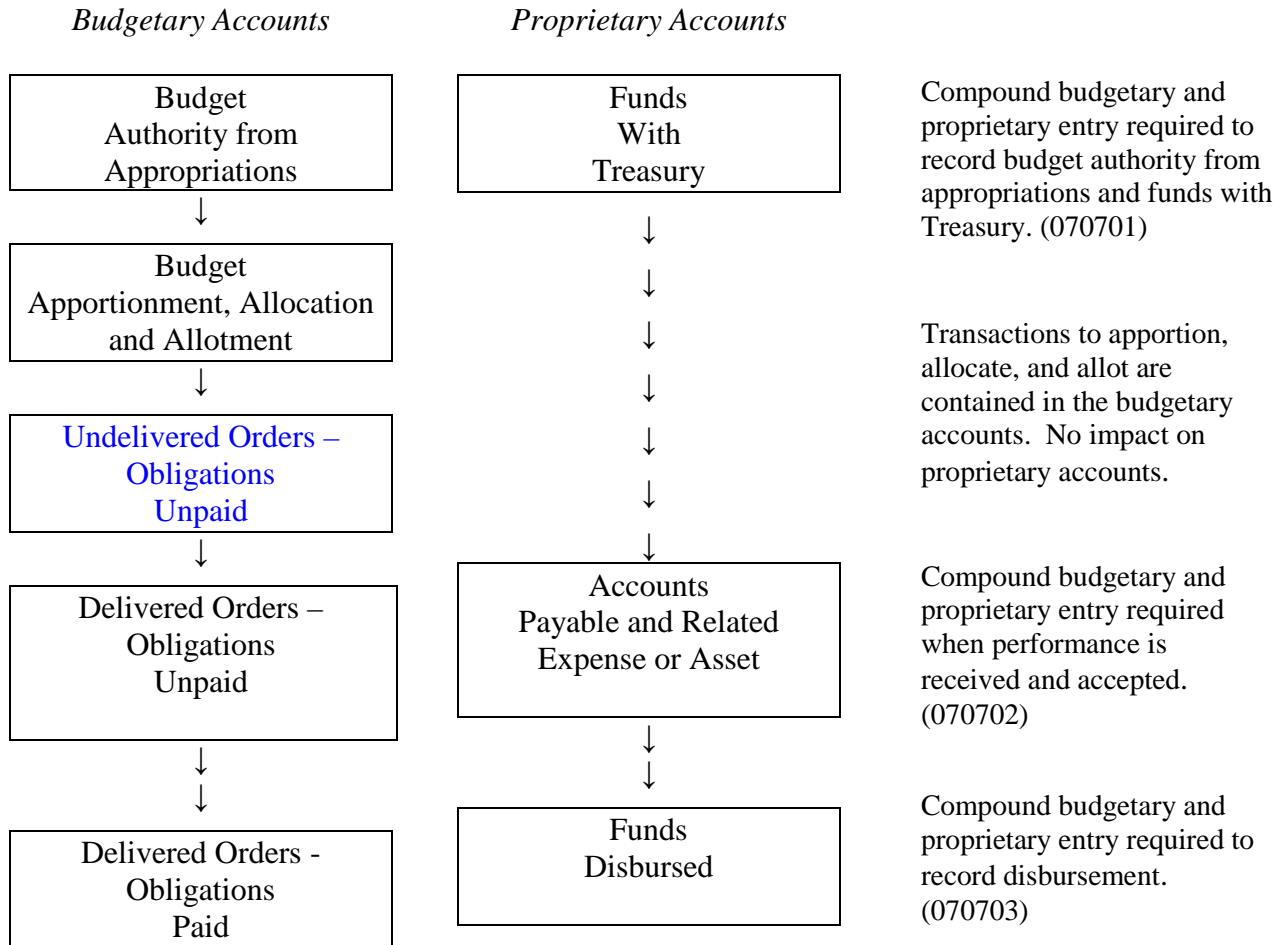 Budgetary Accounts
Proprietary Accounts
Budget
Authority from
Appropriations
Funds
With
Treasury
Compound budgetary and
proprietary entry required to
record budget authority from
appropriations and funds with
Treasury. (070701)
↓
↓
↓
↓
↓
↓
↓
↓
Budget
Apportionment, Allocation
and Allotment
Transactions to apportion,
allocate, and allot are
contained in the budgetary
accounts.  No impact on
proprietary accounts.
↓
Undelivered Orders –
Obligations
Unpaid
↓
Delivered Orders –
Obligations
Unpaid
Accounts
Payable and Related
Expense or Asset
Compound budgetary and
proprietary entry required
when performance is
received and accepted.
(070702)
↓
↓
↓
↓
Delivered Orders -
Obligations
Paid
Funds
Disbursed
Compound budgetary and
proprietary entry required to
record disbursement.
(070703)